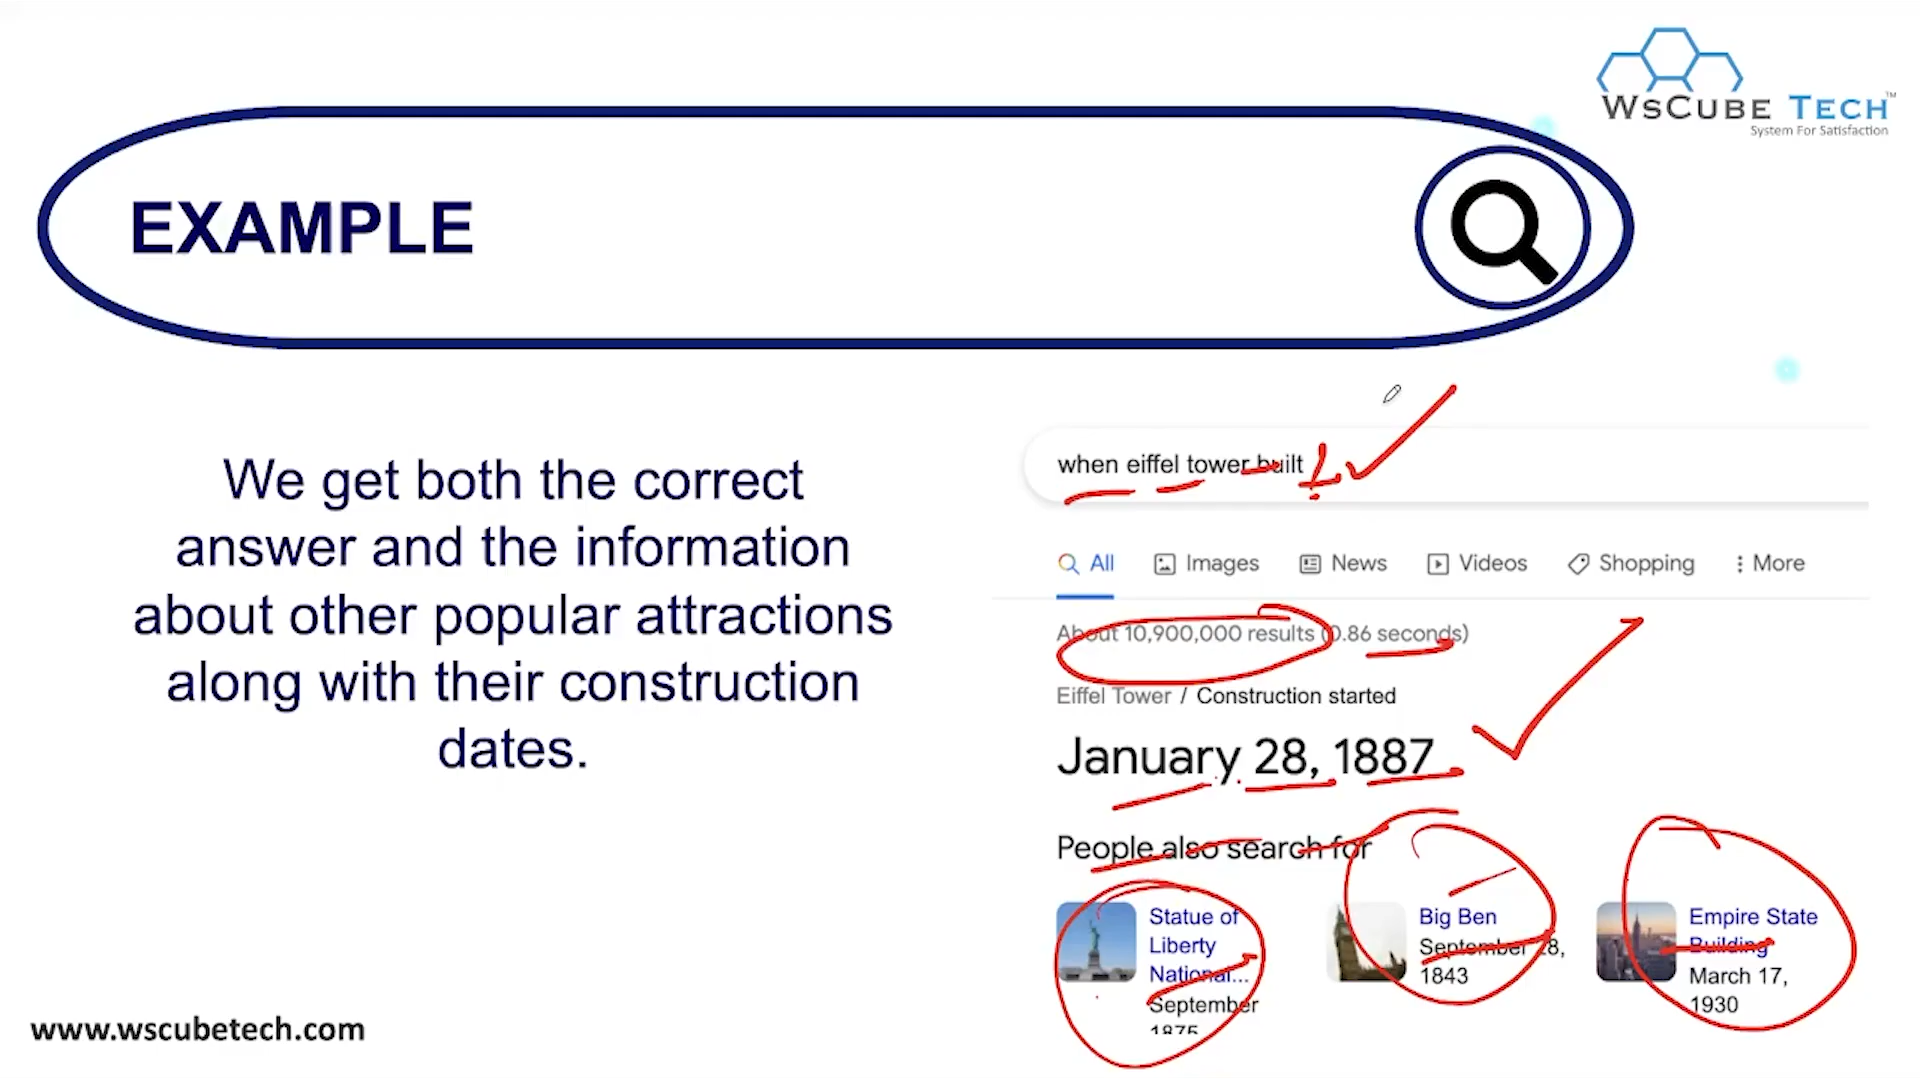 WsCube Tech™
System For Satisfaction
EXAMPLE
We get both the correct
answer and the information
about other popular attractions
along with their construction
dates.
when eiffel tower built
All Images News Videos Shopping More
About 10,900,000 results (0.86 seconds)
Eiffel Tower / Construction started
January 28, 1887
People also search for
Statue of
Liberty
National...
September
1875
Big Ben
September 28,
1843
Empire State
Building
March 17,
1930
www.wscubetech.com